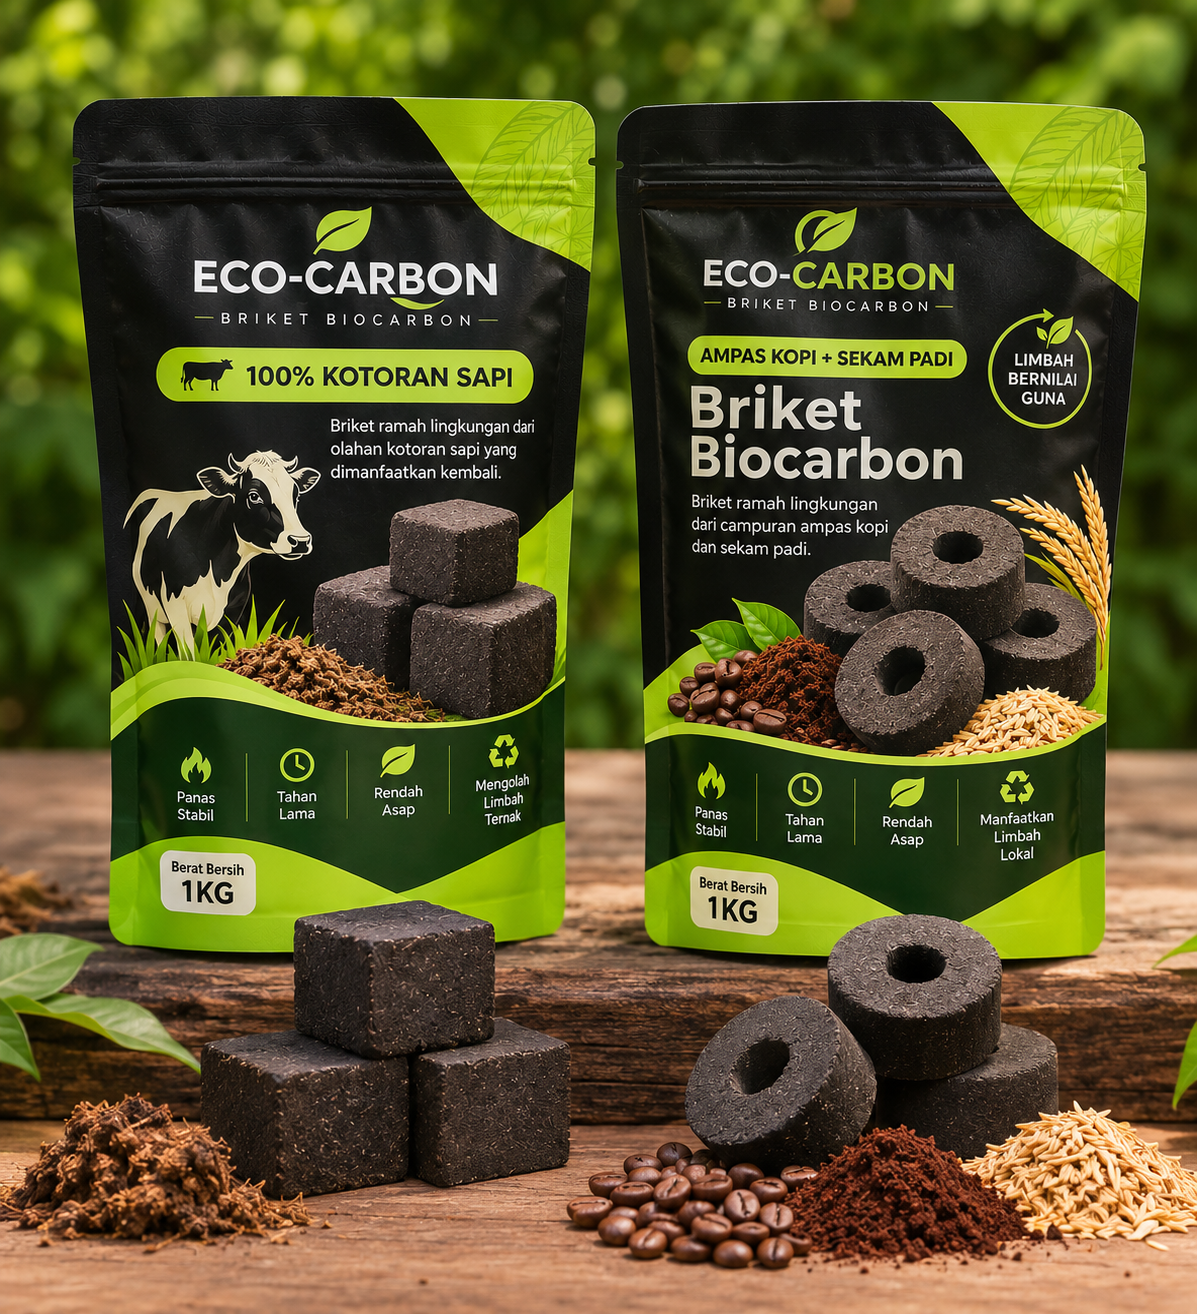 ECO-CARBON
BRIKET BIOCARBON
100% KOTORAN SAPI
Briket ramah lingkungan dari
olahan kotoran sapi yang
dimanfaatkan kembali.
Panas
Stabil
Tahan
Lama
Rendah
Asap
Mengolah
Limbah
Ternak
Berat Bersih
1KG
ECO-CARBON
BRIKET BIOCARBON
AMPAS KOPI + SEKAM PADI
LIMBAH
BERNILAI
GUNA
Briket
Biocarbon
Briket ramah lingkungan
dari campuran ampas kopi
dan sekam padi.
Panas
Stabil
Tahan
Lama
Rendah
Asap
Manfaatkan
Limbah
Lokal
Berat Bersih
1KG